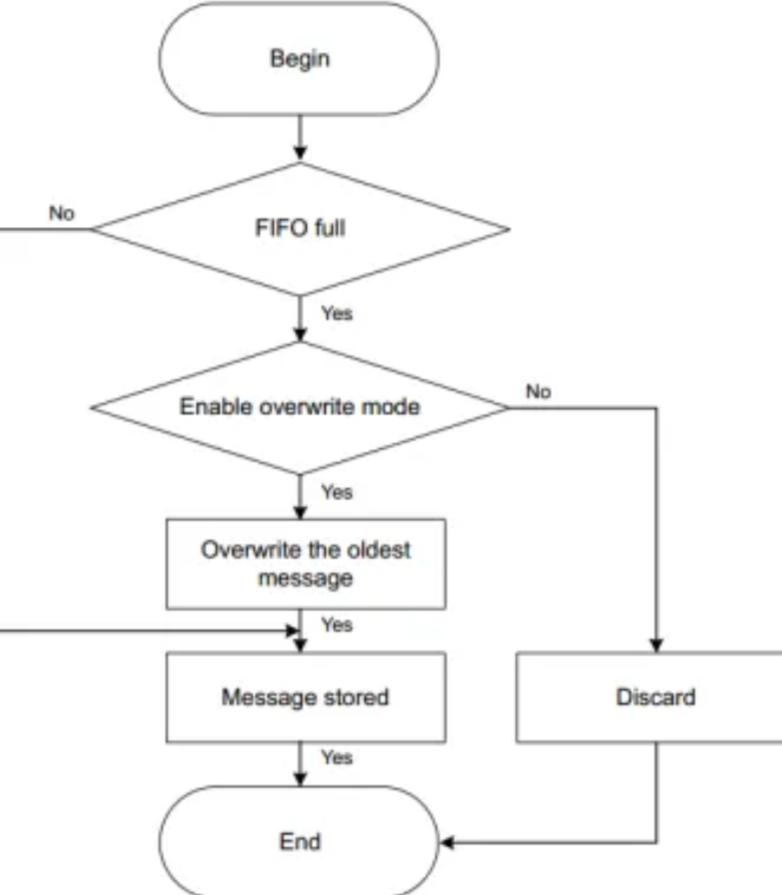 Begin
No
FIFO full
Yes
No
Enable overwrite mode
Yes
Overwrite the oldest
message
Yes
Message stored
Discard
Yes
End